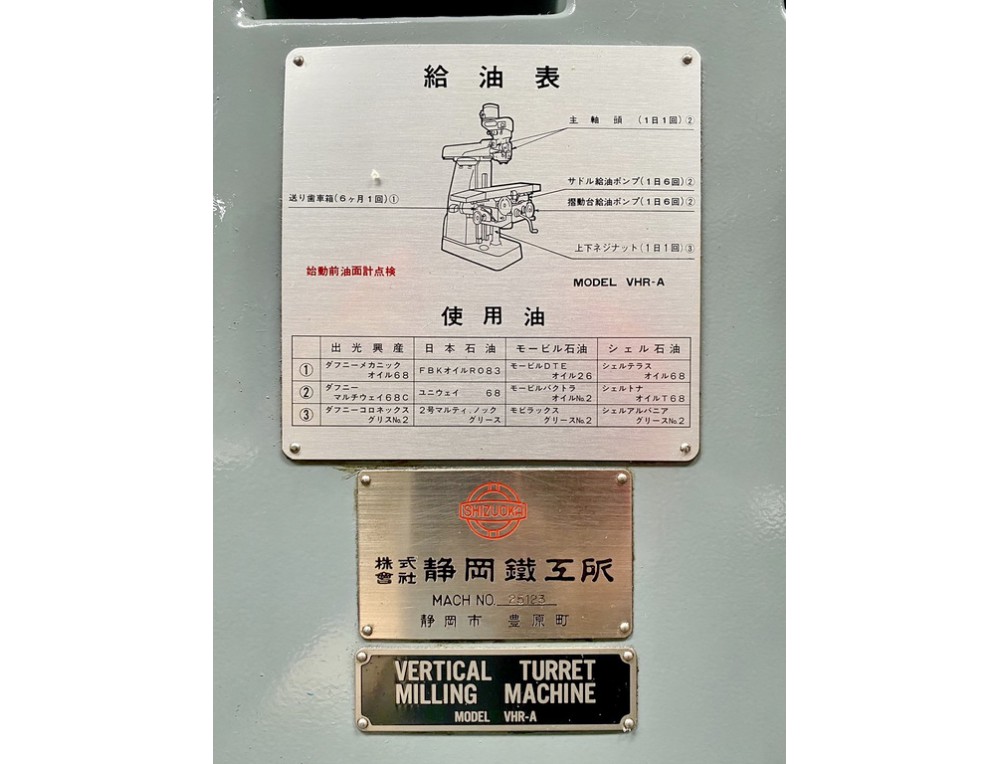 給油表
主軸頭(1日1回)②
サドル給油ポンプ(1日6回)②
送り歯車箱(6ヶ月1回)①
摺動台給油ポンプ(1日6回)②
上下ネジナット(1日1回)③
始動前油面計点検
MODEL VHR-A
使用油
出光興産 日本石油 モービル石油 シェル石油
① ダフニーメカニックオイル68 FBKオイルRO83 モービルDTEオイル26 シェルテラスオイル68
② ダフニーマルチウェイ68C ユニウェイ 68 モービルバクトラオイル№2 シェルトナオイルT68
③ ダフニーコロネックスグリス№2 2号マルティノックグリース モビラックスグリース№2 シェルアルバニアグリース№2
SHIZUOKA
株式會社 静岡鐵工所
MACH NO. 25123
静岡市 豊原町
VERTICAL TURRET
MILLING MACHINE
MODEL VHR-A